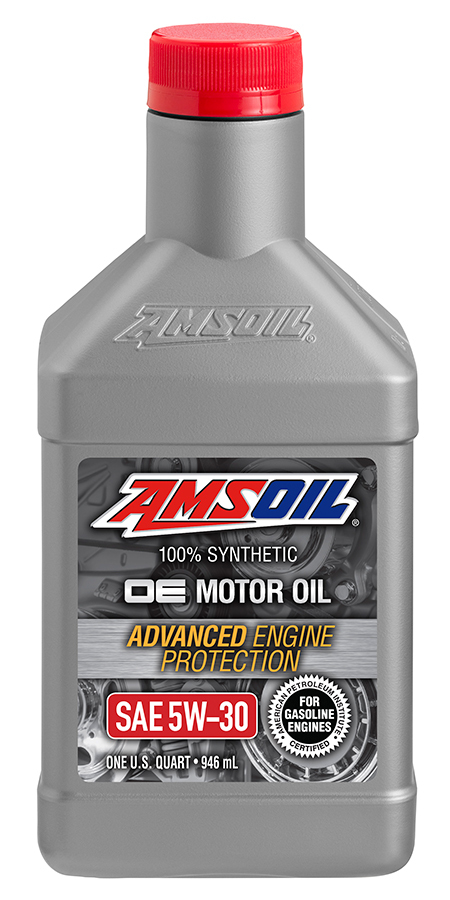 AMSOIL®
AMSOIL®
100% SYNTHETIC
OE MOTOR OIL
ADVANCED ENGINE
PROTECTION
SAE 5W–30
AMERICAN PETROLEUM INSTITUTE
FOR
GASOLINE
ENGINES
CERTIFIED
ONE U.S. QUART • 946 mL